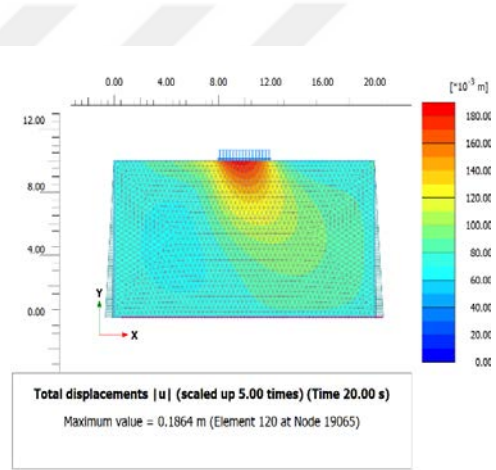 0.00 4.00 8.00 12.00 16.00 20.00
[*10⁻³ m]
12.00
8.00
4.00
0.00
Y
X
180.00
160.00
140.00
120.00
100.00
80.00
60.00
40.00
20.00
0.00
Total displacements |u| (scaled up 5.00 times) (Time 20.00 s)
Maximum value = 0.1864 m (Element 120 at Node 19065)